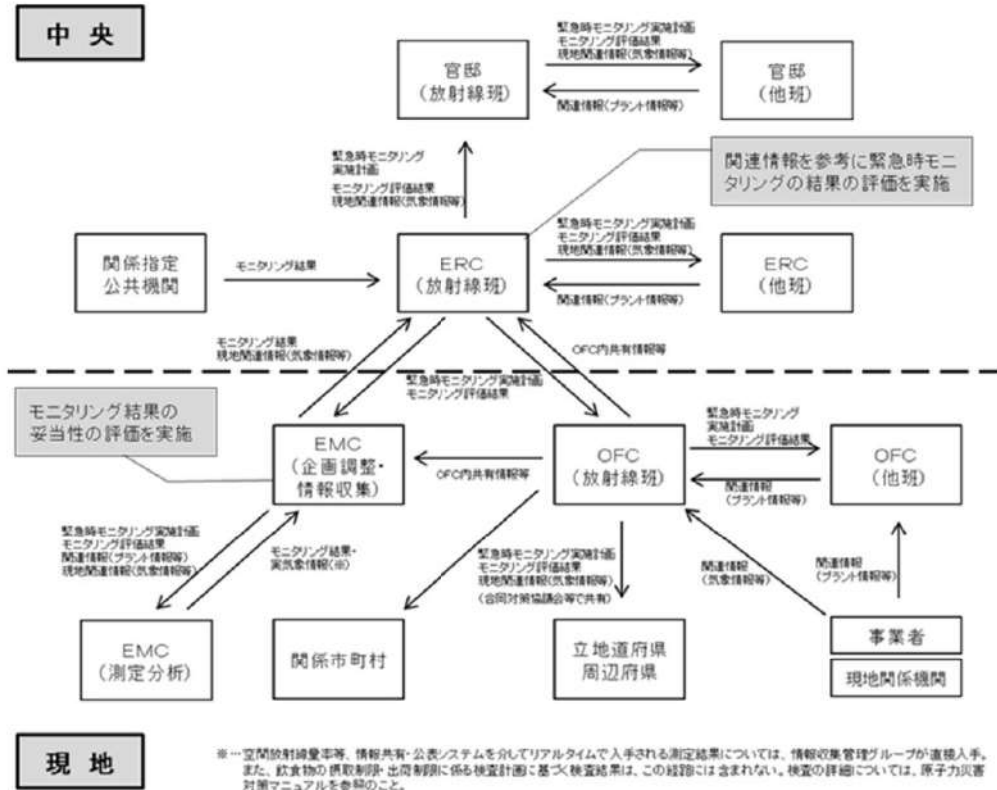 中 央
緊急時モニタリング実施計画
モニタリング評価結果
現地関連情報(気象情報等)
官邸
(放射線班)
官邸
(他班)
関連情報(プラント情報等)
緊急時モニタリング
実施計画
モニタリング評価結果
現地関連情報(気象情報等)
関連情報を参考に緊急時モニ
タリングの結果の評価を実施
緊急時モニタリング実施計画
モニタリング評価結果
現地関連情報(気象情報等)
関係指定
公共機関
モニタリング結果
ERC
(放射線班)
ERC
(他班)
関連情報(プラント情報等)
モニタリング結果
現地関連情報(気象情報等)
OFC内共有情報等
緊急時モニタリング実施計画
モニタリング評価結果
モニタリング結果の
妥当性の評価を実施
緊急時モニタリング
実施計画
モニタリング評価結果
EMC
(企画調整・
情報収集)
OFC内共有情報等
OFC
(放射線班)
OFC
(他班)
関連情報
(プラント情報等)
緊急時モニタリング実施計画
モニタリング評価結果
関連情報(プラント情報等)
現地関連情報(気象情報等)
モニタリング結果・
実気象情報(※)
緊急時モニタリング実施計画
モニタリング評価結果
現地関連情報(気象情報等)
(合同対策協議会等で共有)
関連情報
(気象情報等)
関連情報
(プラント情報等)
EMC
(測定分析)
関係市町村
立地道府県
周辺府県
事業者
現地関係機関
現 地
※…空間放射線量率等、情報共有・公表システムを介してリアルタイムで入手される測定結果については、情報収集管理グループが直接入手。
また、飲食物の摂取制限・出荷制限に係る検査計画に基づく検査結果は、この経路には含まれない。検査の詳細については、原子力災害
対策マニュアルを参照のこと。